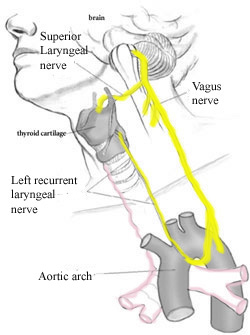 brain
Superior
Laryngeal
nerve
Vagus
nerve
thyroid cartilage
Left recurrent
laryngeal
nerve
Aortic arch